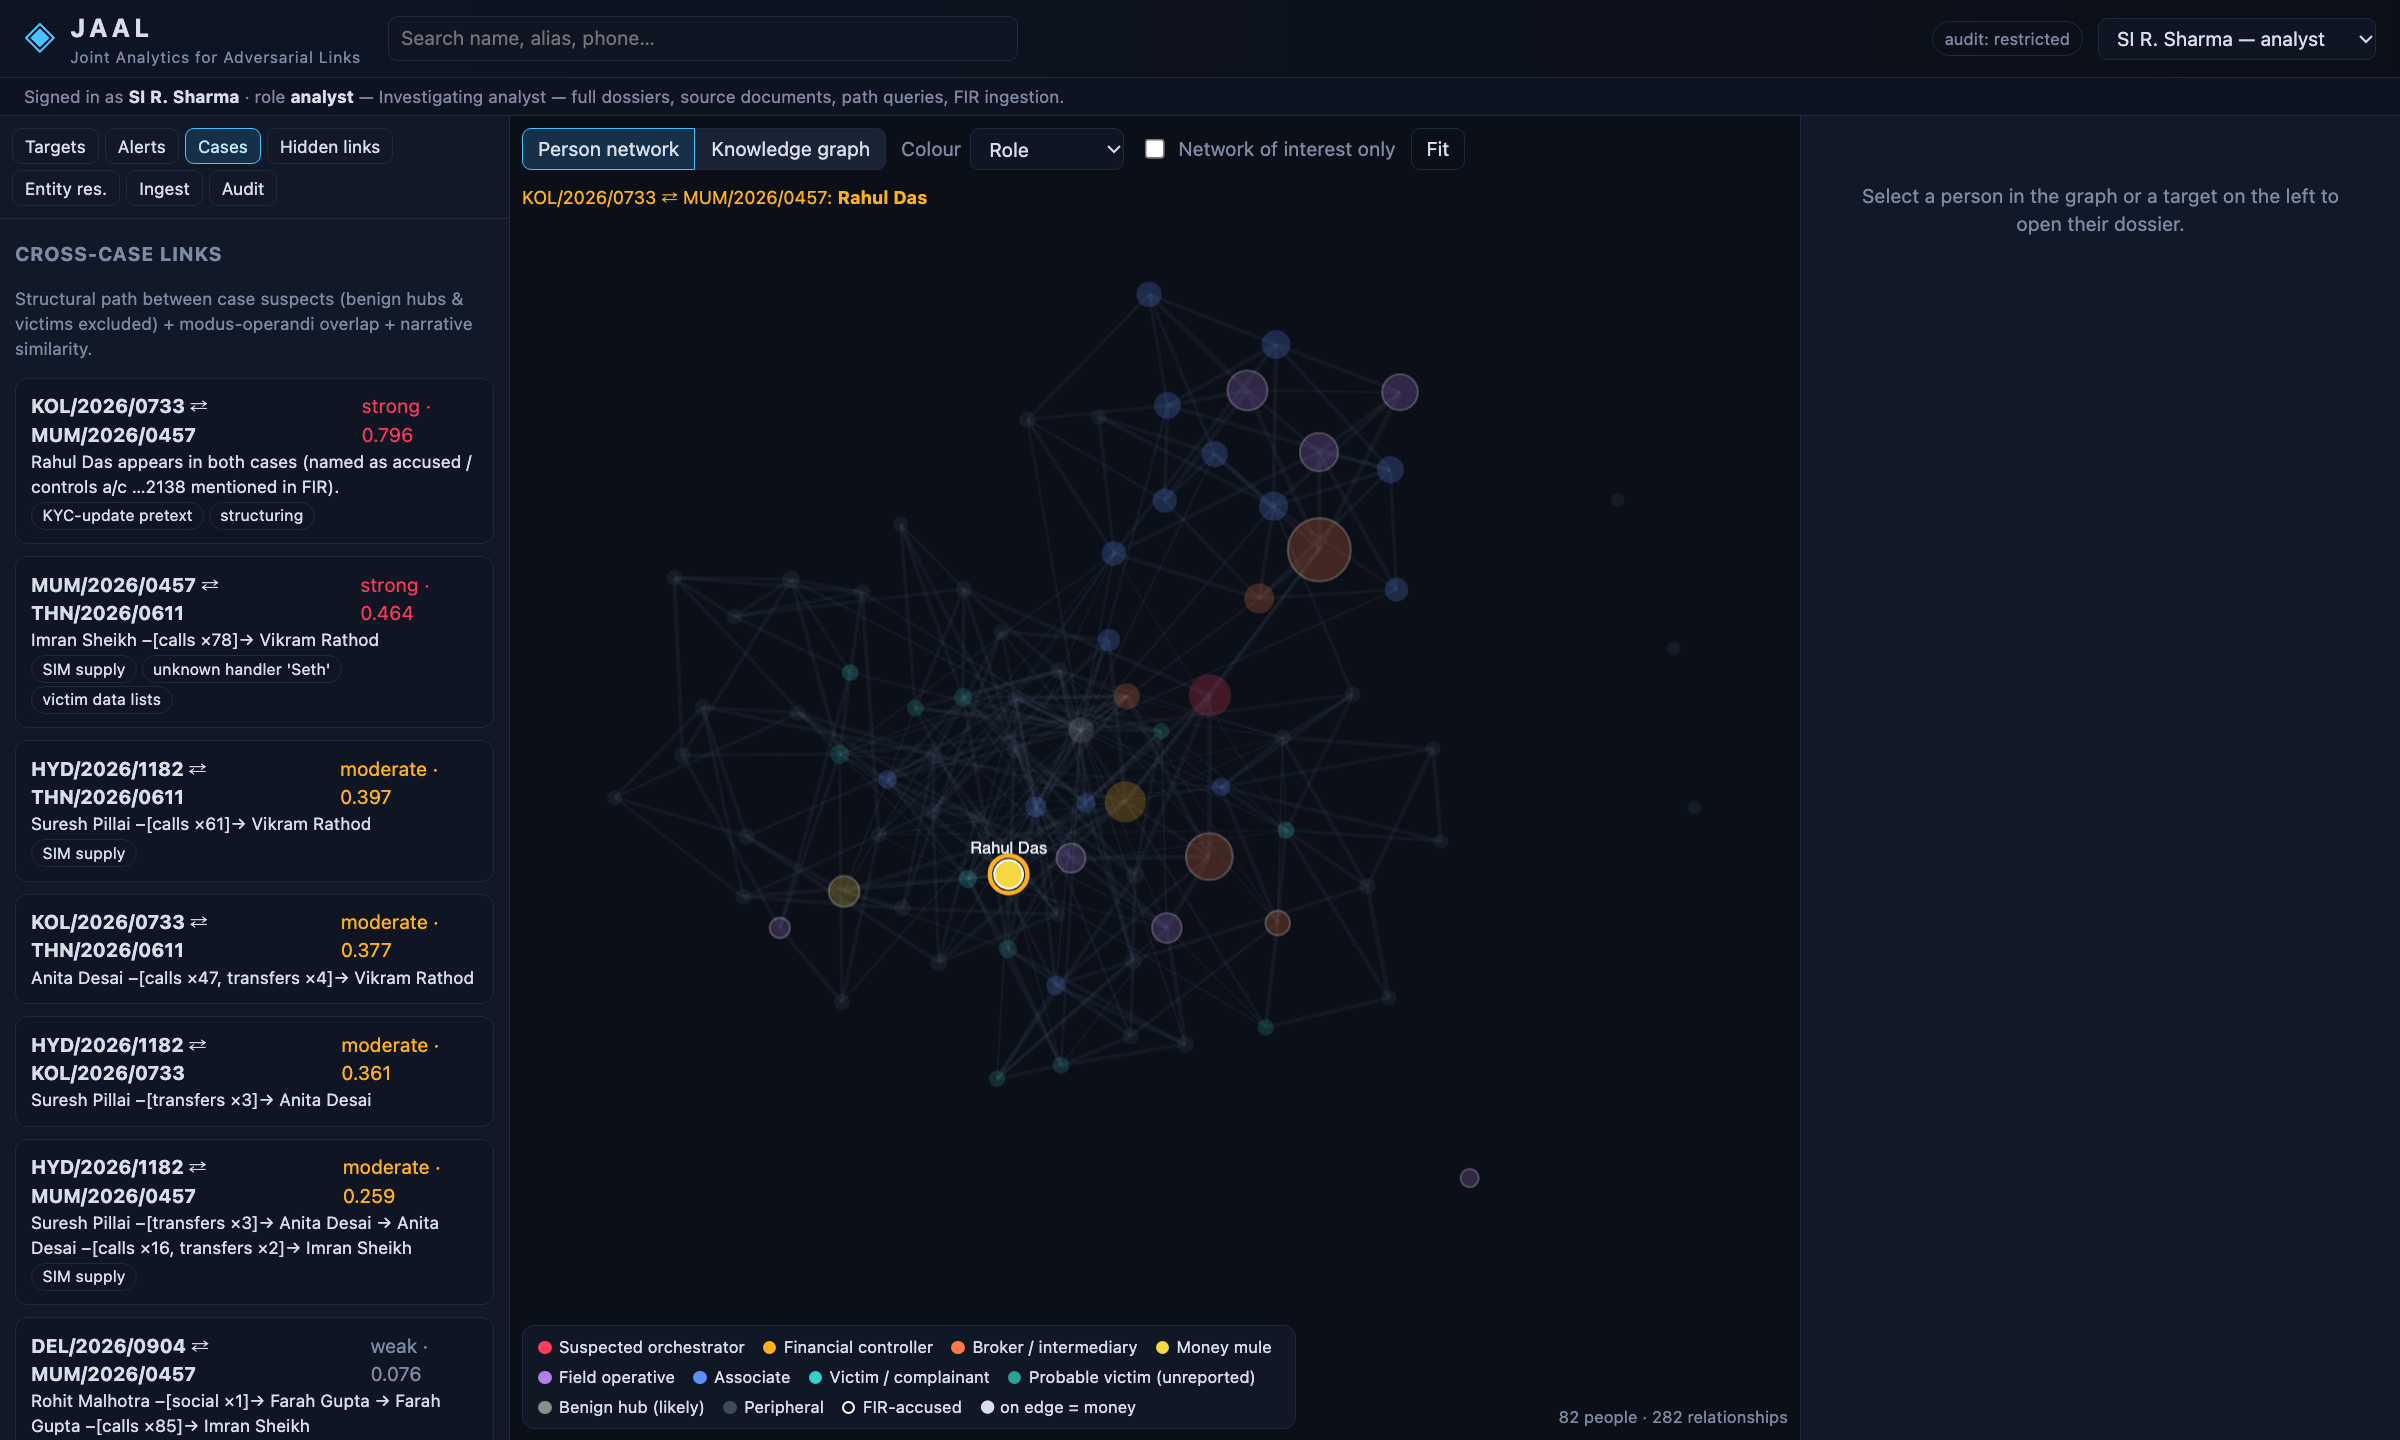 JAAL
Joint Analytics for Adversarial Links
Search name, alias, phone...
audit: restricted
SI R. Sharma — analyst
Signed in as SI R. Sharma · role analyst — Investigating analyst — full dossiers, source documents, path queries, FIR ingestion.
Targets
Alerts
Cases
Hidden links
Entity res.
Ingest
Audit
CROSS-CASE LINKS
Structural path between case suspects (benign hubs &
victims excluded) + modus-operandi overlap + narrative
similarity.
KOL/2026/0733 ⇄
MUM/2026/0457
strong ·
0.796
Rahul Das appears in both cases (named as accused /
controls a/c ...2138 mentioned in FIR).
KYC-update pretext
structuring
MUM/2026/0457 ⇄
THN/2026/0611
strong ·
0.464
Imran Sheikh –[calls ×78]→ Vikram Rathod
SIM supply
unknown handler 'Seth'
victim data lists
HYD/2026/1182 ⇄
THN/2026/0611
moderate ·
0.397
Suresh Pillai –[calls ×61]→ Vikram Rathod
SIM supply
KOL/2026/0733 ⇄
THN/2026/0611
moderate ·
0.377
Anita Desai –[calls ×47, transfers ×4]→ Vikram Rathod
HYD/2026/1182 ⇄
KOL/2026/0733
moderate ·
0.361
Suresh Pillai –[transfers ×3]→ Anita Desai
HYD/2026/1182 ⇄
MUM/2026/0457
moderate ·
0.259
Suresh Pillai –[transfers ×3]→ Anita Desai → Anita
Desai –[calls ×16, transfers ×2]→ Imran Sheikh
SIM supply
DEL/2026/0904 ⇄
MUM/2026/0457
weak ·
0.076
Rohit Malhotra –[social ×1]→ Farah Gupta → Farah
Gupta –[calls ×85]→ Imran Sheikh
Person network
Knowledge graph
Colour
Role
Network of interest only
Fit
KOL/2026/0733 ⇄ MUM/2026/0457: Rahul Das
Rahul Das
Suspected orchestrator
Financial controller
Broker / intermediary
Money mule
Field operative
Associate
Victim / complainant
Probable victim (unreported)
Benign hub (likely)
Peripheral
FIR-accused
on edge = money
82 people · 282 relationships
Select a person in the graph or a target on the left to
open their dossier.